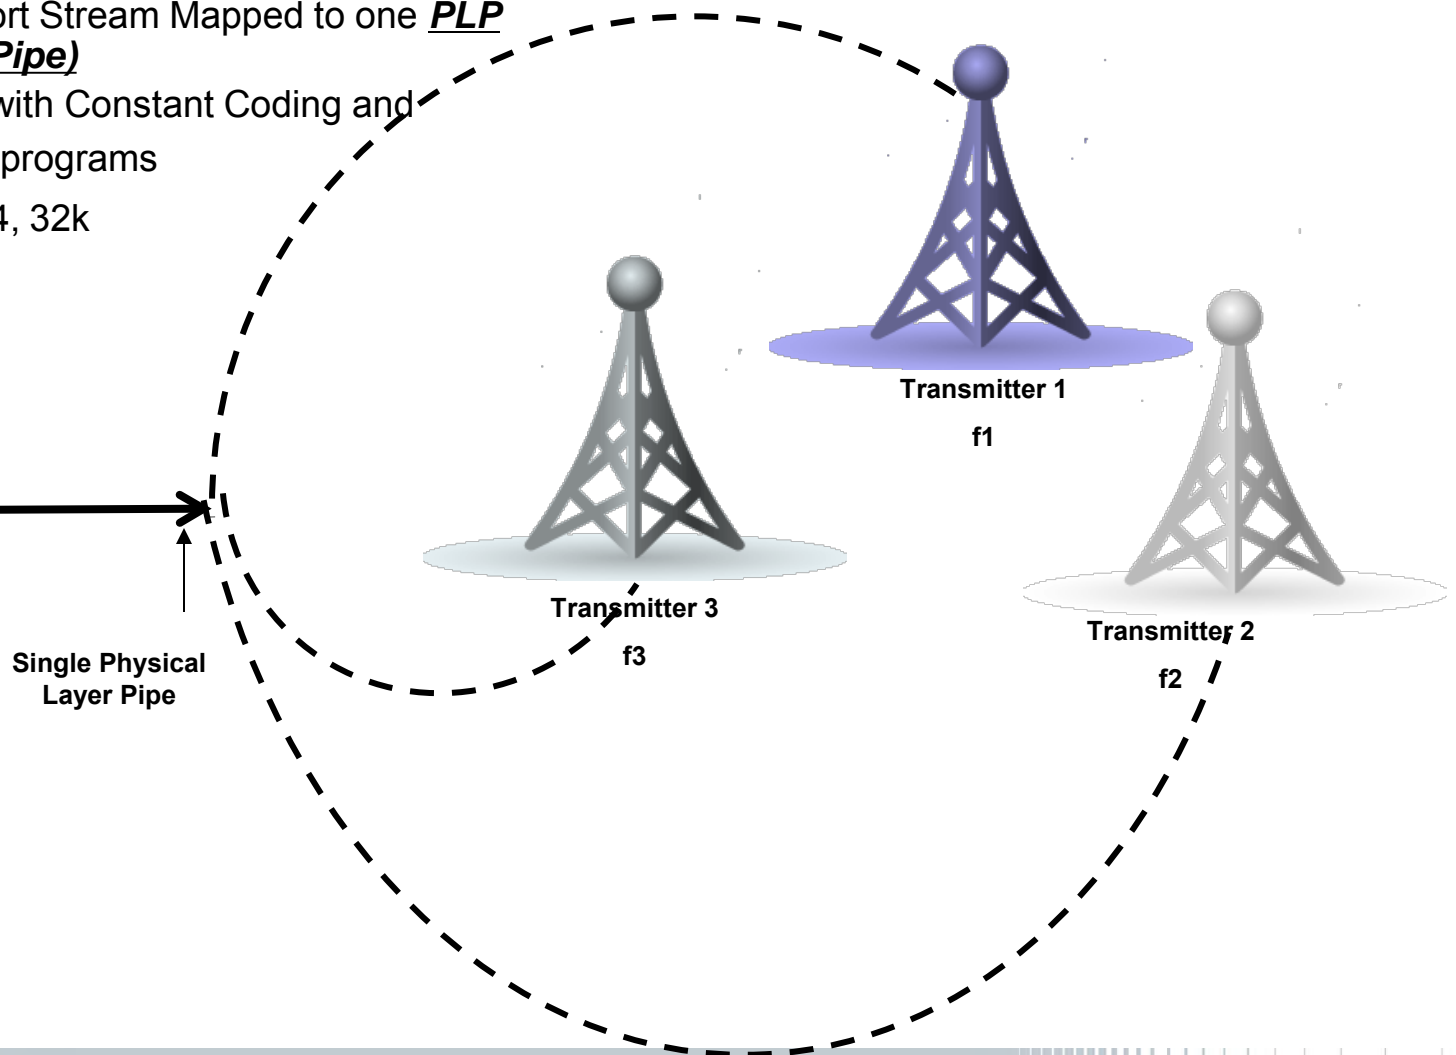 ort Stream Mapped to one PLP
Pipe)
with Constant Coding and
programs
4, 32k
Transmitter 1
f1
Transmitter 3
f3
Transmitter 2
f2
Single Physical
Layer Pipe